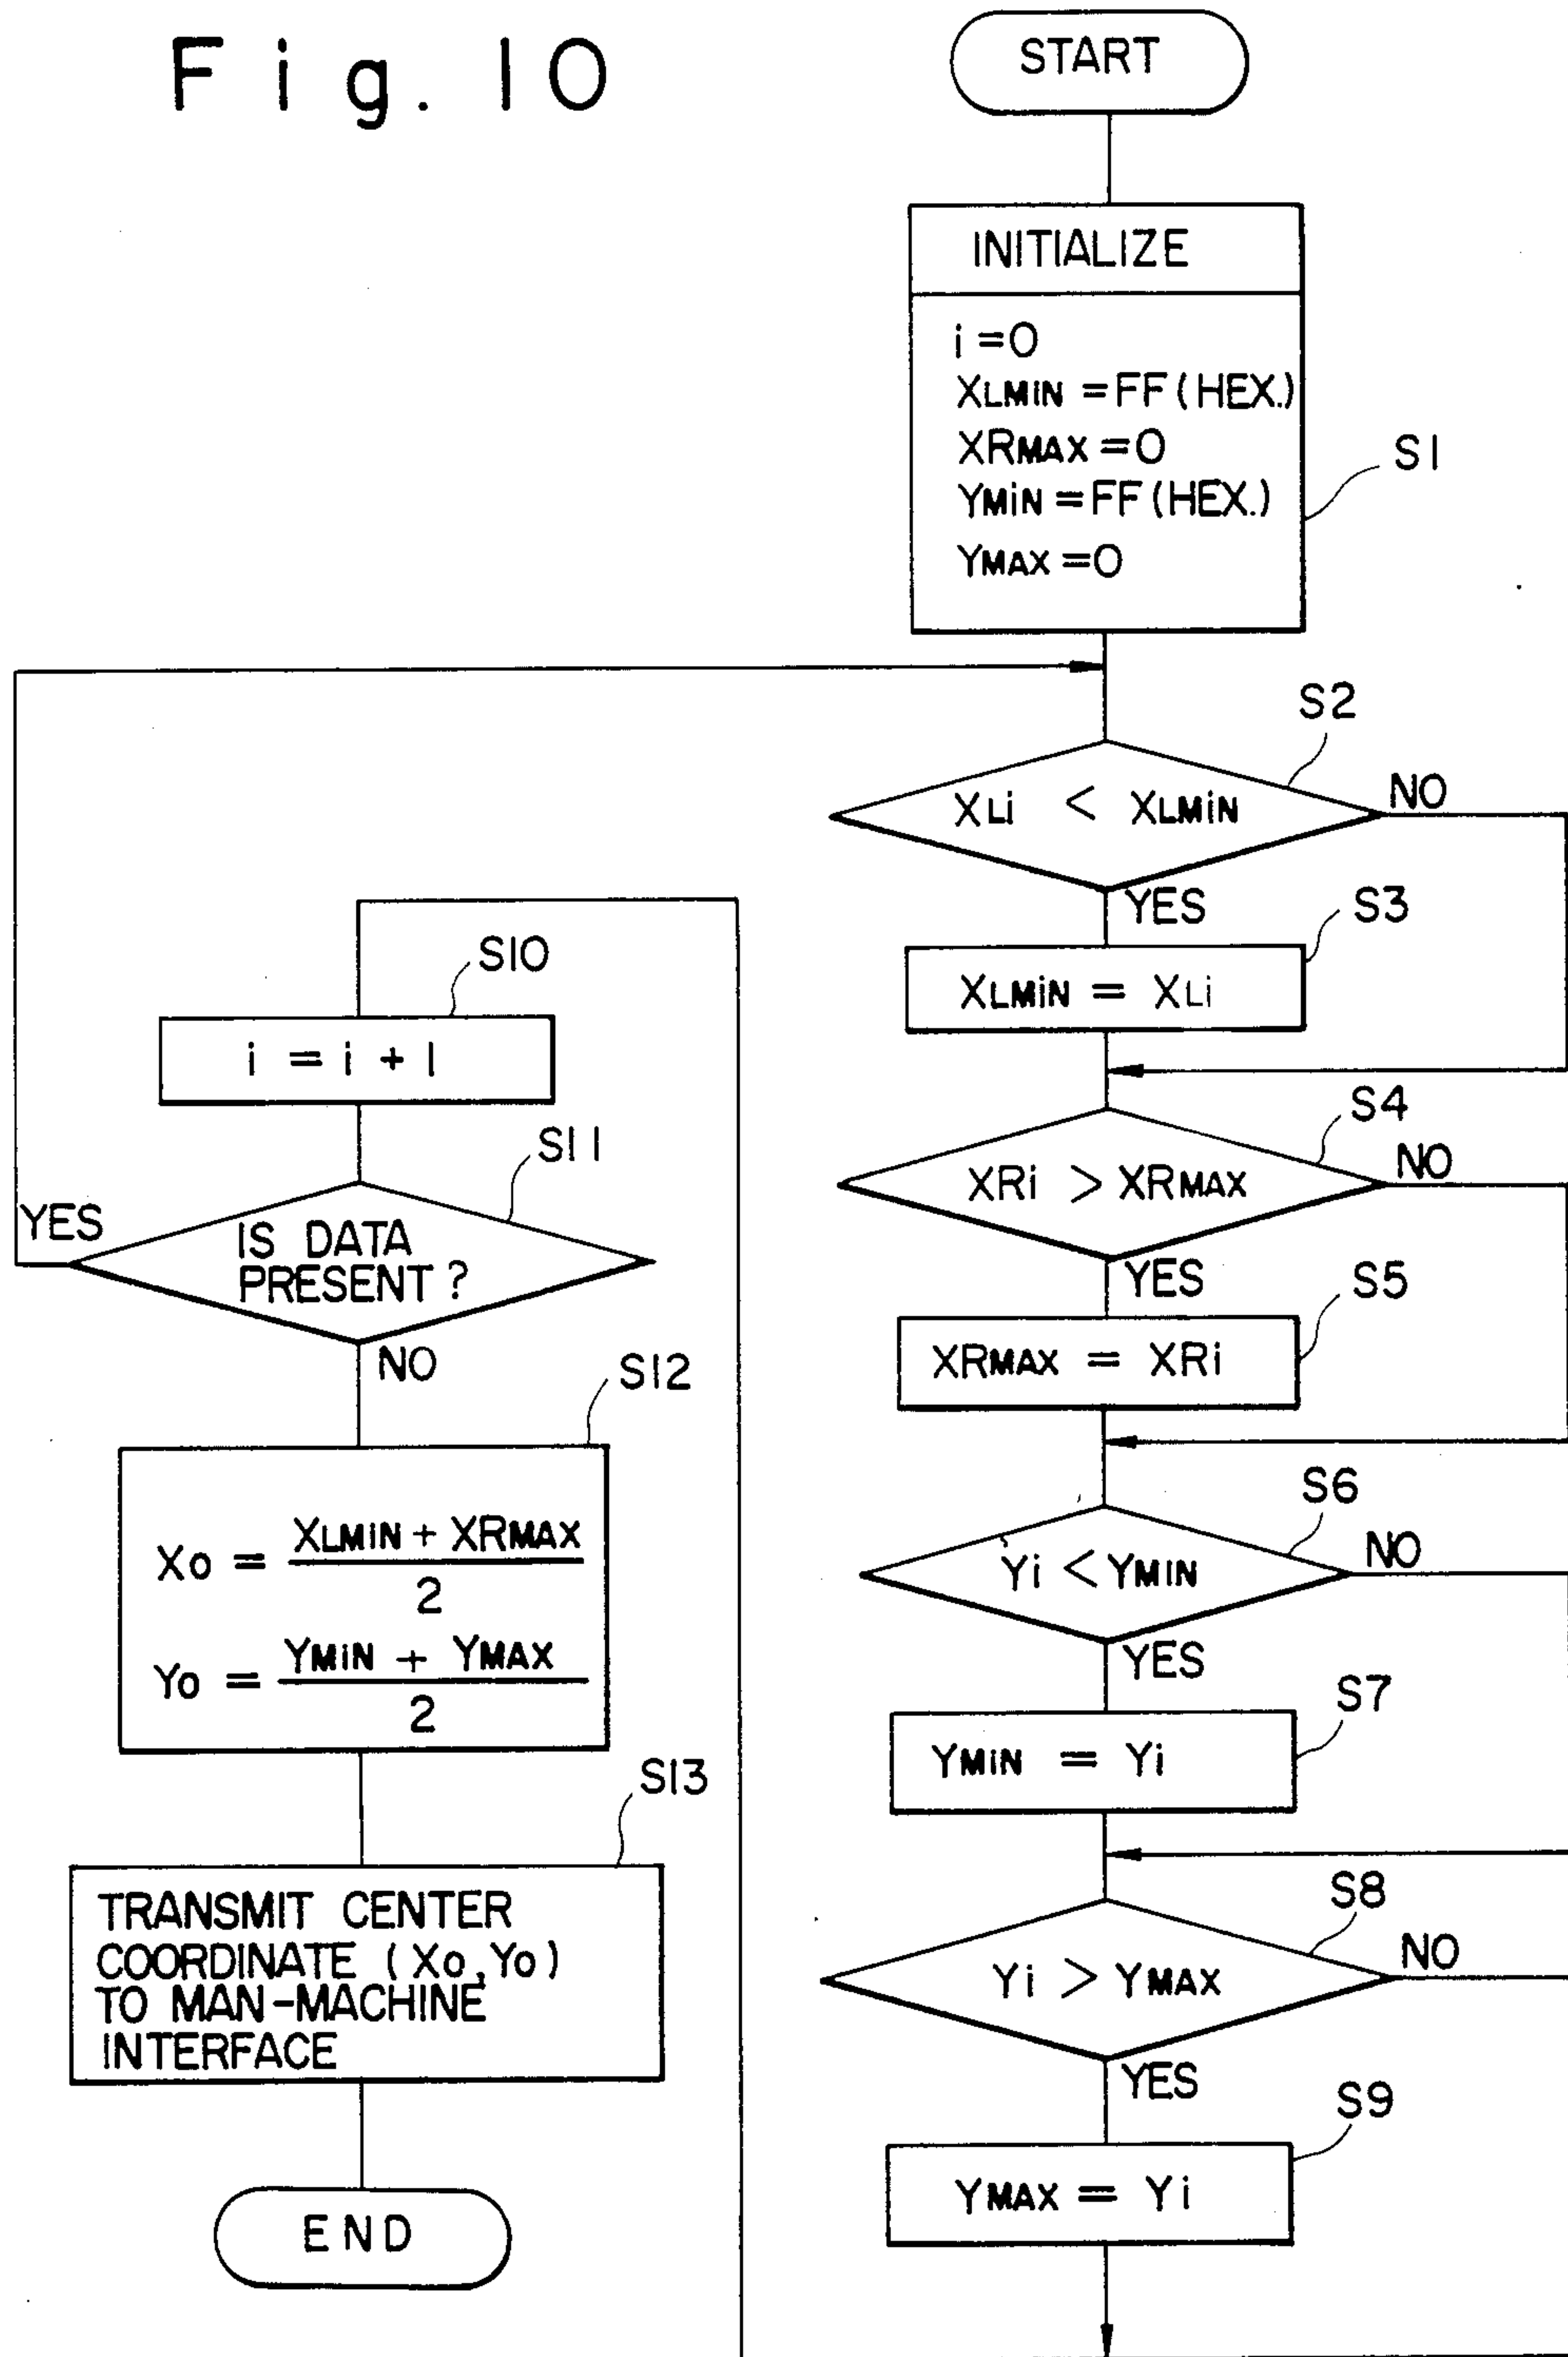 Fig. 10
START
INITIALIZE
i = 0
XLMIN = FF (HEX.)
XRMAX = 0
YMiN = FF (HEX.)
YMAX = 0
S1
S2
XLi < XLMiN
NO
YES
S3
XLMiN = XLi
S4
XRi > XRMAX
NO
YES
S5
XRMAX = XRi
S6
Yi < YMIN
NO
YES
S7
YMiN = Yi
S8
Yi > YMAX
NO
YES
S9
YMAX = Yi
S10
i = i + 1
S11
YES
IS DATA
PRESENT ?
NO
S12
Xo = XLMIN + XRMAX
2
Yo = YMiN + YMAX
2
S13
TRANSMIT CENTER
COORDINATE (Xo, Yo)
TO MAN-MACHINE
INTERFACE
END